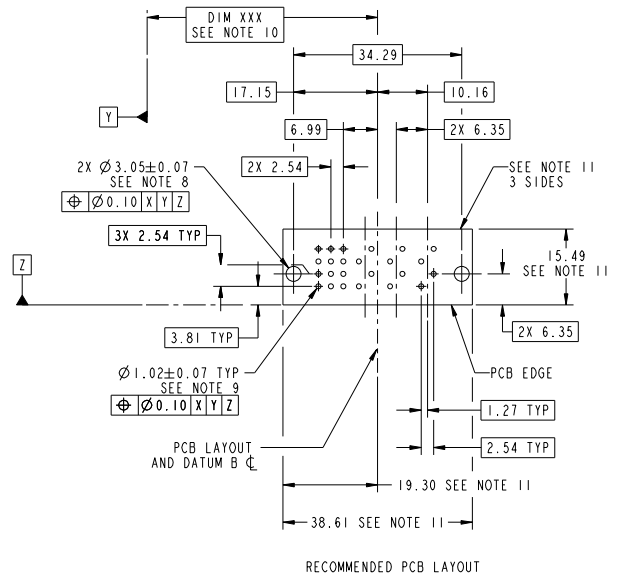 DIM XXX
SEE NOTE 10
34.29
17.15
10.16
Y
6.99
2X 6.35
2X Ø3.05±0.07
SEE NOTE 8
2X 2.54
SEE NOTE 11
3 SIDES
⌖ Ø0.10 X Y Z
3X 2.54 TYP
Z
15.49
SEE NOTE 11
3.81 TYP
2X 6.35
Ø1.02±0.07 TYP
SEE NOTE 9
PCB EDGE
⌖ Ø0.10 X Y Z
1.27 TYP
PCB LAYOUT
AND DATUM B ℄
2.54 TYP
19.30 SEE NOTE 11
38.61 SEE NOTE 11
RECOMMENDED PCB LAYOUT